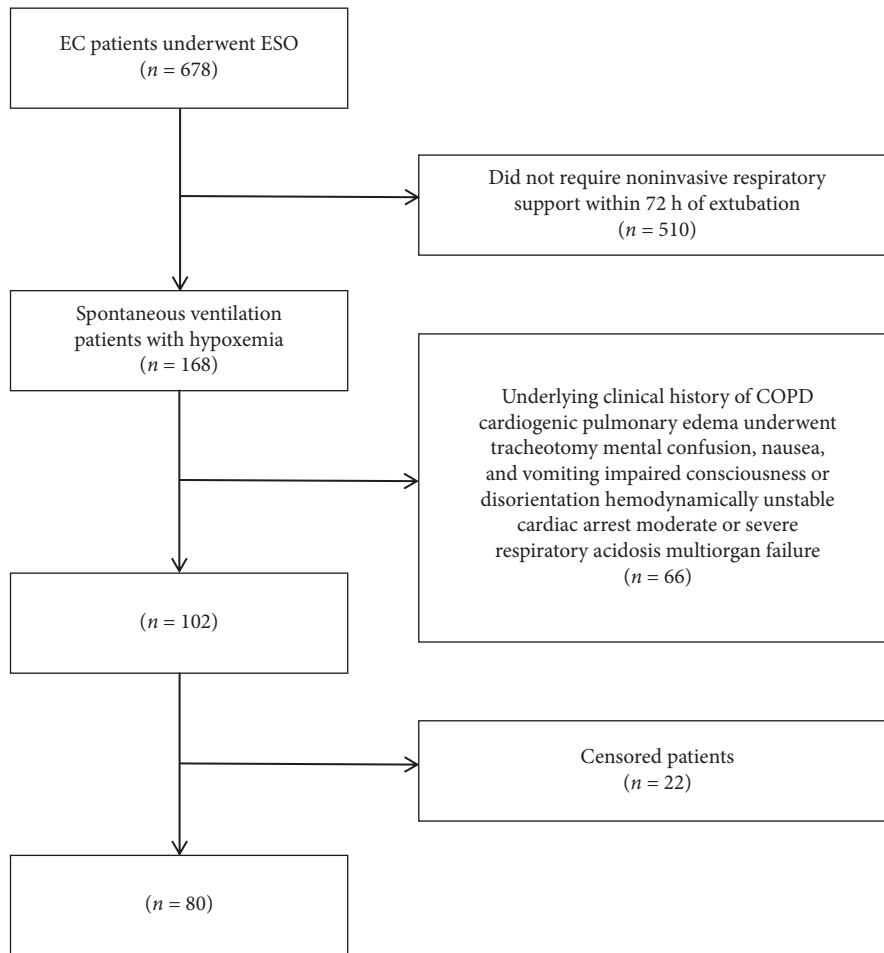 EC patients underwent ESO
(n = 678)
Did not require noninvasive respiratory
support within 72 h of extubation
(n = 510)
Spontaneous ventilation
patients with hypoxemia
(n = 168)
Underlying clinical history of COPD
cardiogenic pulmonary edema underwent
tracheotomy mental confusion, nausea,
and vomiting impaired consciousness or
disorientation hemodynamically unstable
cardiac arrest moderate or severe
respiratory acidosis multiorgan failure
(n = 66)
(n = 102)
Censored patients
(n = 22)
(n = 80)